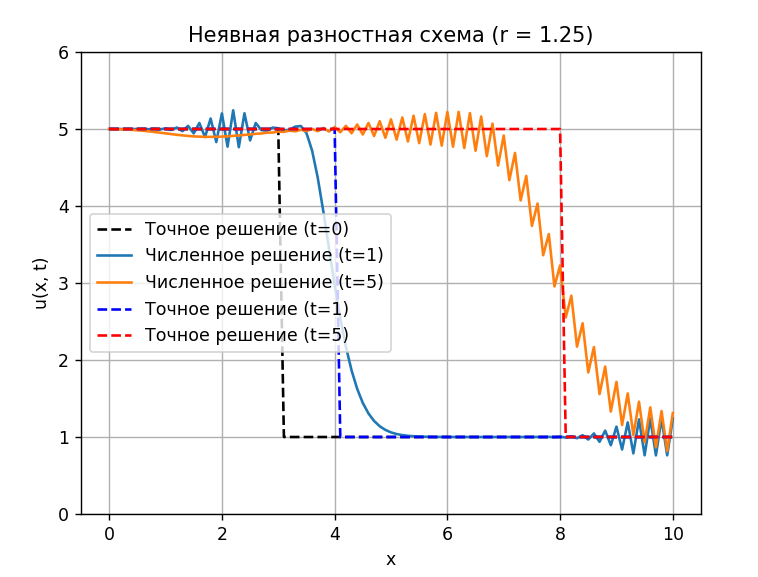 Неявная разностная схема (r = 1.25)
6
5
4
3
2
1
0
u(x, t)
Точное решение (t=0)
Численное решение (t=1)
Численное решение (t=5)
Точное решение (t=1)
Точное решение (t=5)
0 2 4 6 8 10
x